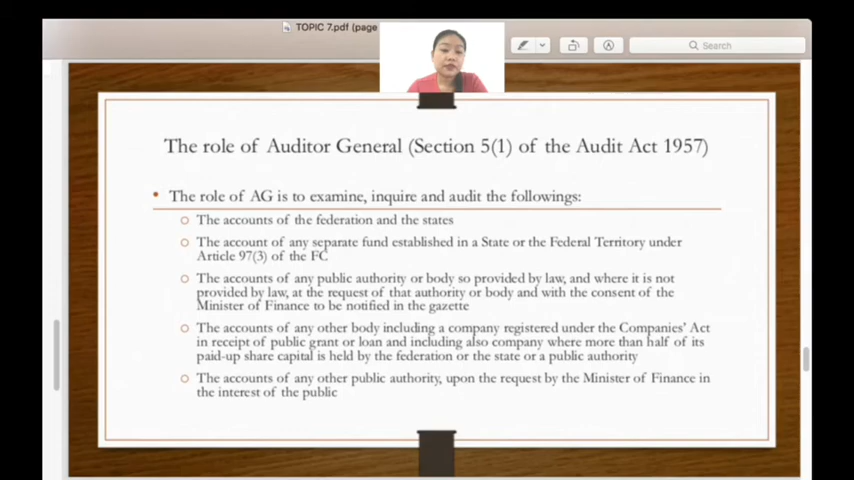 TOPIC 7.pdf (page
Search
The role of Auditor General (Section 5(1) of the Audit Act 1957)
• The role of AG is to examine, inquire and audit the followings:
The accounts of the federation and the states
The account of any separate fund established in a State or the Federal Territory under
Article 97(3) of the FC
The accounts of any public authority or body so provided by law, and where it is not
provided by law, at the request of that authority or body and with the consent of the
Minister of Finance to be notified in the gazette
The accounts of any other body including a company registered under the Companies' Act
in receipt of public grant or loan and including also company where more than half of its
paid-up share capital is held by the federation or the state or a public authority
The accounts of any other public authority, upon the request by the Minister of Finance in
the interest of the public